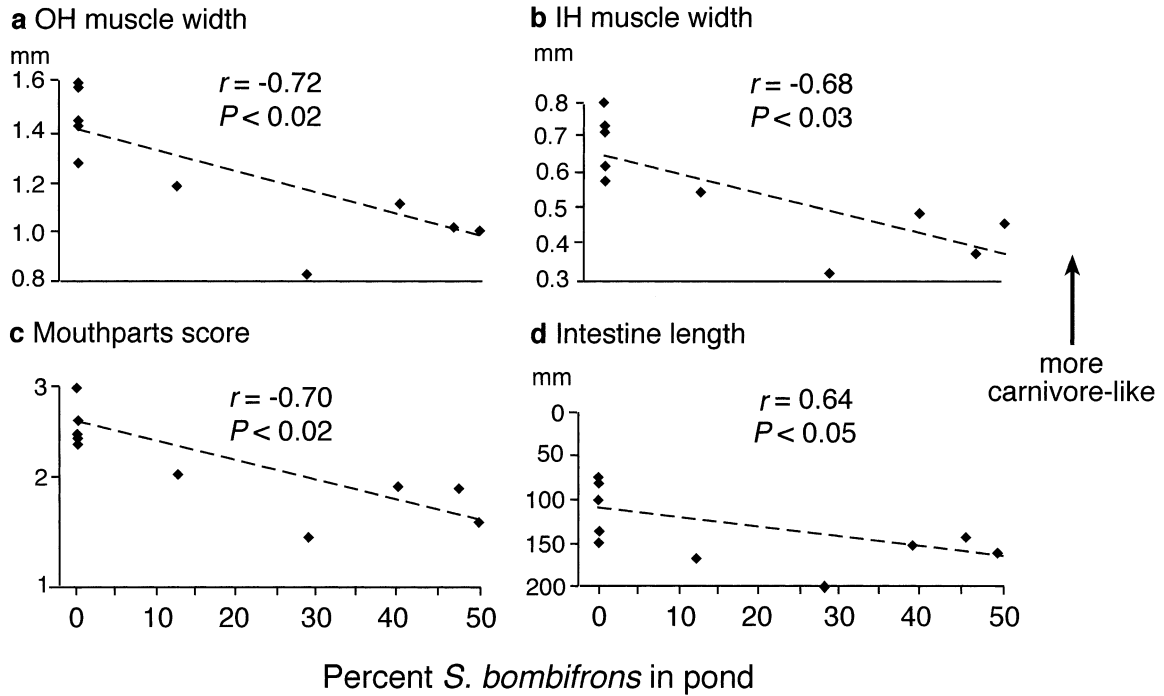 a OH muscle width
mm
1.6
1.4
1.2
1.0
0.8
r = -0.72
P < 0.02
b IH muscle width
mm
0.8
0.7
0.6
0.5
0.4
0.3
r = -0.68
P < 0.03
more
carnivore-like
c Mouthparts score
3
2
1
r = -0.70
P < 0.02
0 10 20 30 40 50
d Intestine length
mm
0
50
100
150
200
r = 0.64
P < 0.05
0 10 20 30 40 50
Percent S. bombifrons in pond